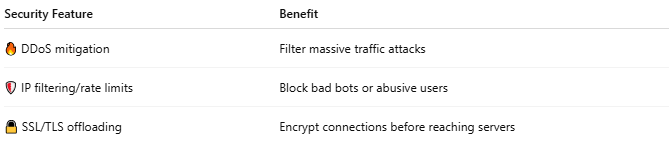 Security Feature Benefit
🔥 DDoS mitigation Filter massive traffic attacks
🛡️ IP filtering/rate limits Block bad bots or abusive users
🔒 SSL/TLS offloading Encrypt connections before reaching servers